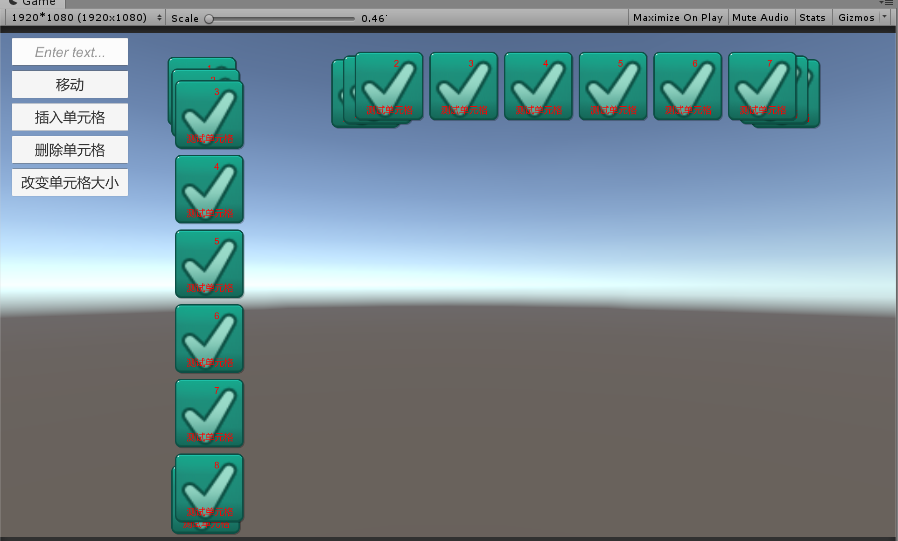 Game
1920*1080 (1920x1080)
Scale
0.46
Maximize On Play
Mute Audio
Stats
Gizmos
Enter text...
移动
插入单元格
删除单元格
改变单元格大小
2
3
4
5
6
7
3
4
5
6
7
8
测试单元格
测试单元格
测试单元格
测试单元格
测试单元格
测试单元格
测试单元格
测试单元格
测试单元格
测试单元格
测试单元格
测试单元格